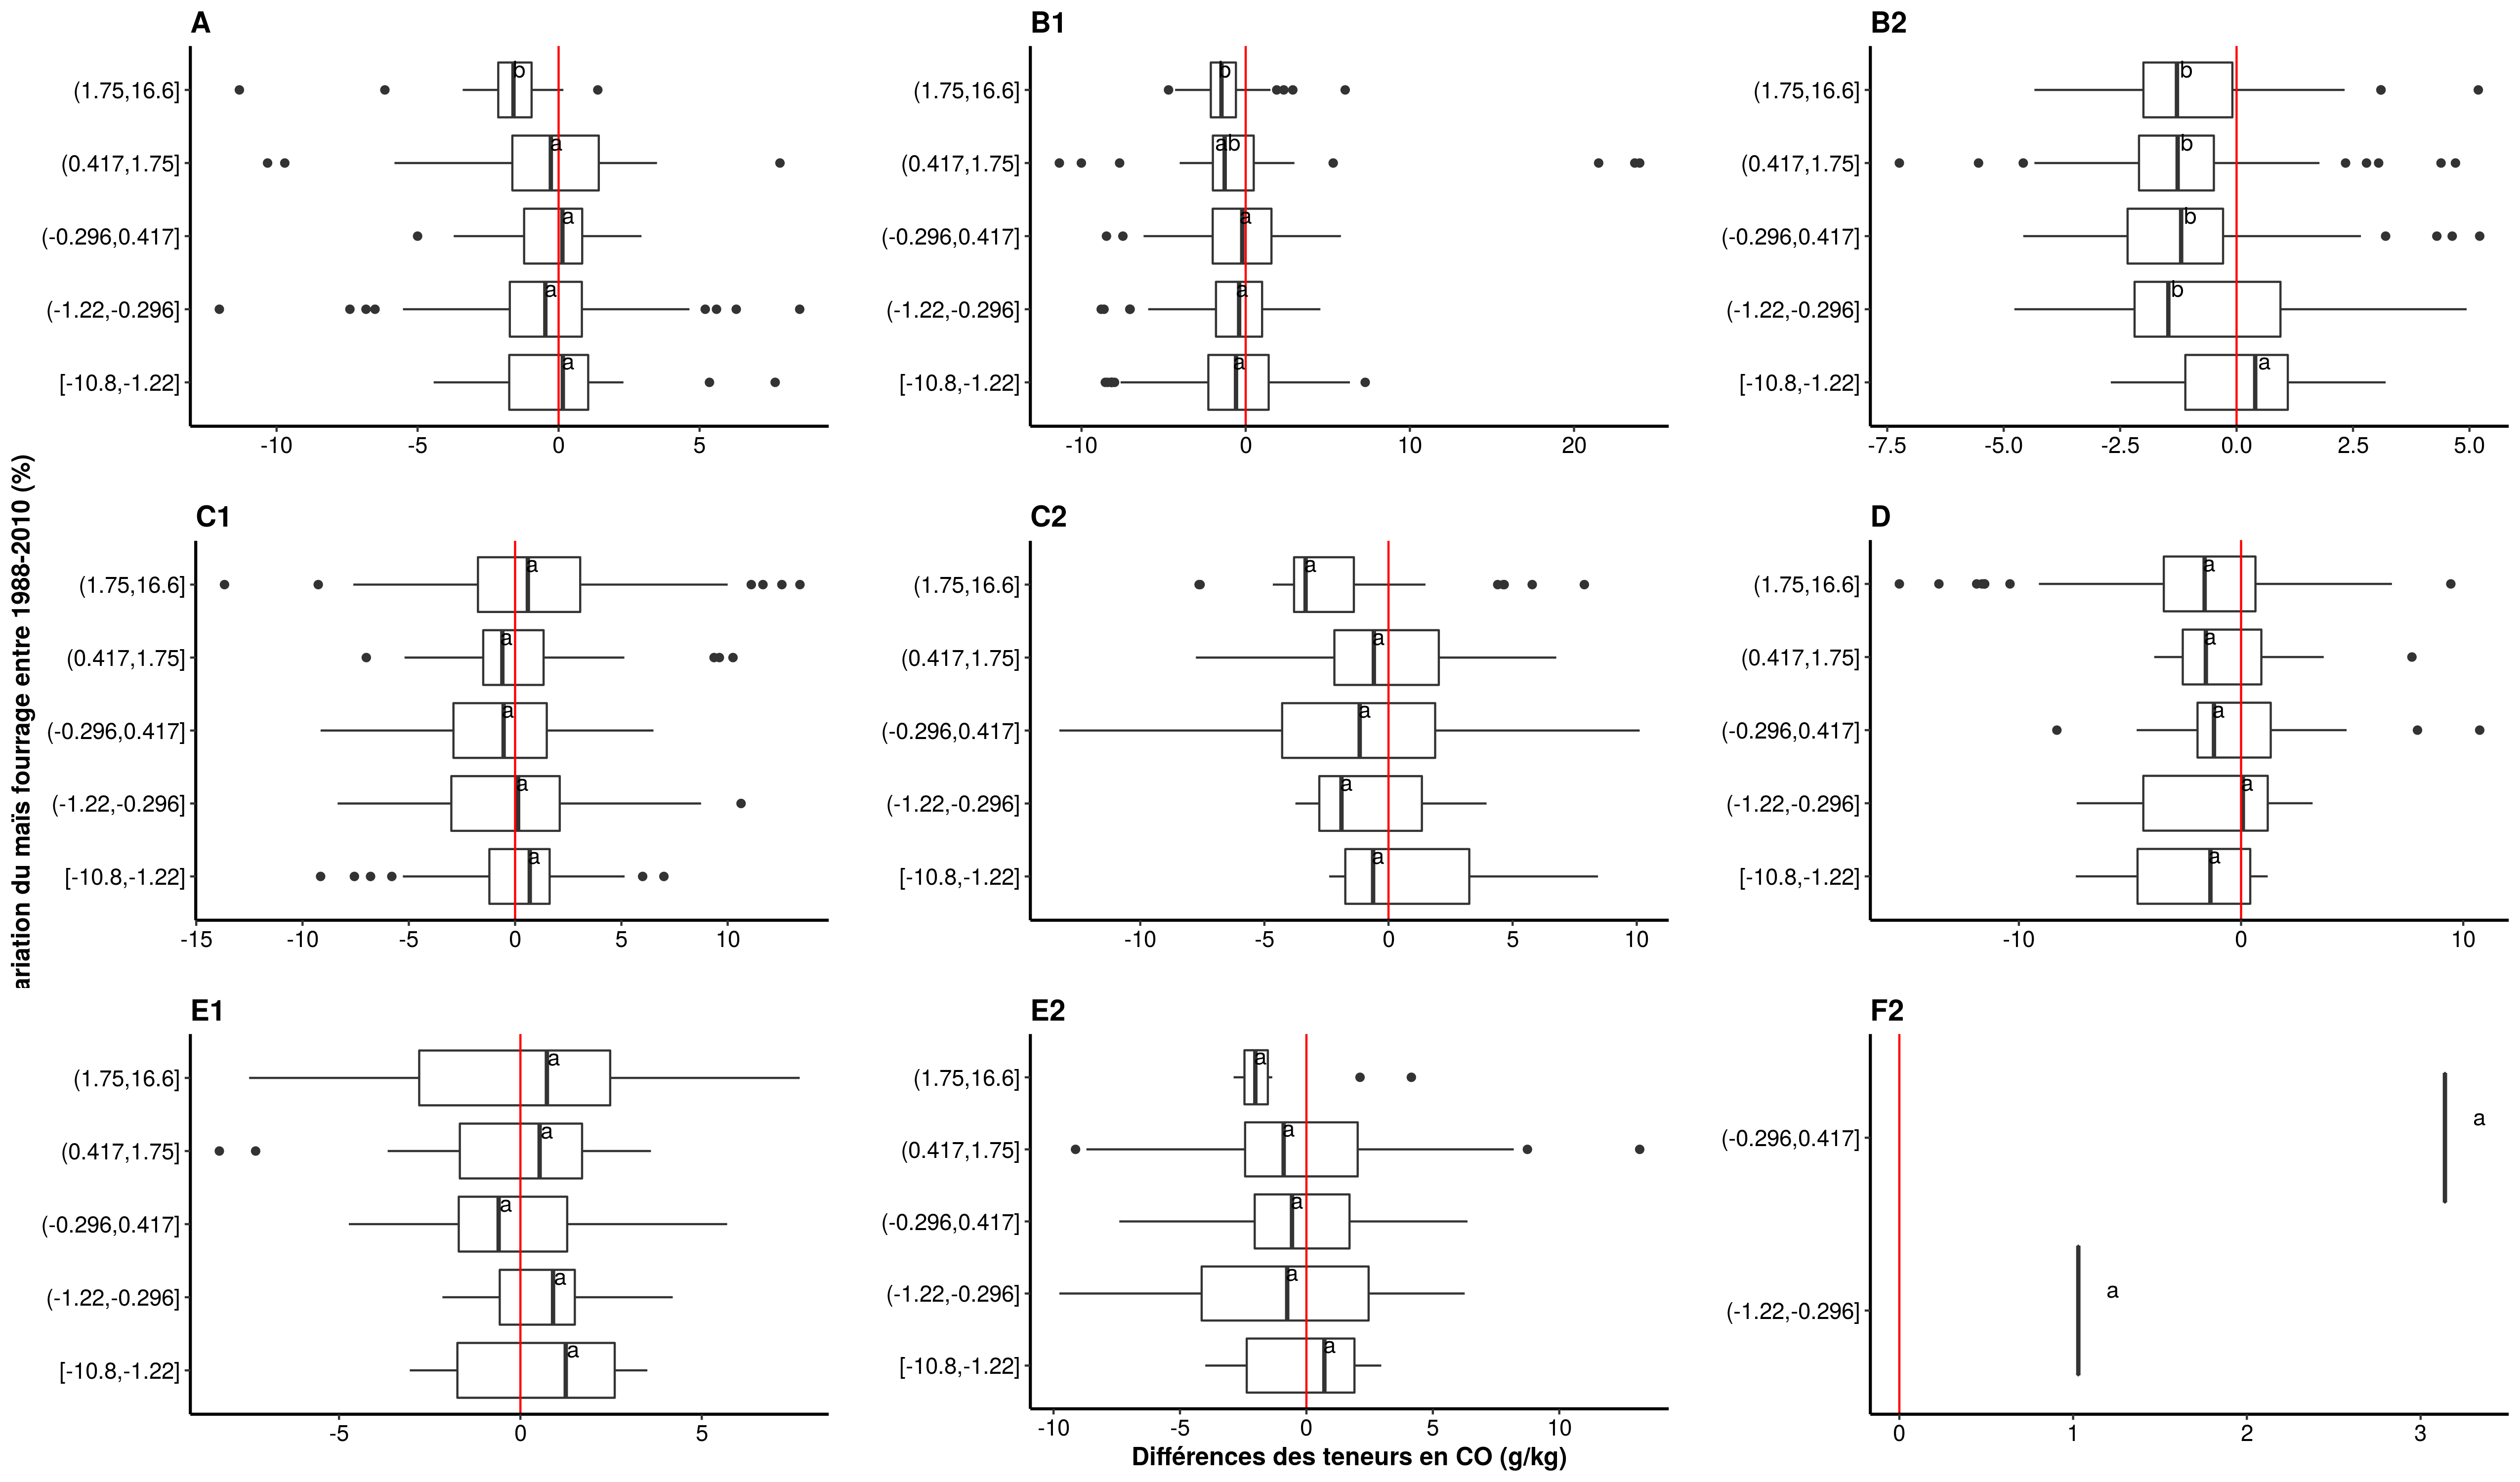 A
(1.75,16.6]
b
(0.417,1.75]
a
(-0.296,0.417]
a
(-1.22,-0.296]
a
[-10.8,-1.22]
a
-10 -5 0 5
B1
(1.75,16.6]
b
(0.417,1.75]
ab
(-0.296,0.417]
a
(-1.22,-0.296]
a
[-10.8,-1.22]
a
-10 0 10 20
B2
(1.75,16.6]
b
(0.417,1.75]
b
(-0.296,0.417]
b
(-1.22,-0.296]
b
[-10.8,-1.22]
a
-7.5 -5.0 -2.5 0.0 2.5 5.0
ariation du maïs fourrage entre 1988-2010 (%)
C1
(1.75,16.6]
a
(0.417,1.75]
a
(-0.296,0.417]
a
(-1.22,-0.296]
a
[-10.8,-1.22]
a
-15 -10 -5 0 5 10
C2
(1.75,16.6]
a
(0.417,1.75]
a
(-0.296,0.417]
a
(-1.22,-0.296]
a
[-10.8,-1.22]
a
-10 -5 0 5 10
D
(1.75,16.6]
a
(0.417,1.75]
a
(-0.296,0.417]
a
(-1.22,-0.296]
a
[-10.8,-1.22]
a
-10 0 10
E1
(1.75,16.6]
a
(0.417,1.75]
a
(-0.296,0.417]
a
(-1.22,-0.296]
a
[-10.8,-1.22]
a
-5 0 5
E2
(1.75,16.6]
a
(0.417,1.75]
a
(-0.296,0.417]
a
(-1.22,-0.296]
a
[-10.8,-1.22]
a
-10 -5 0 5 10
F2
(-0.296,0.417]
a
(-1.22,-0.296]
a
0 1 2 3
Différences des teneurs en CO (g/kg)